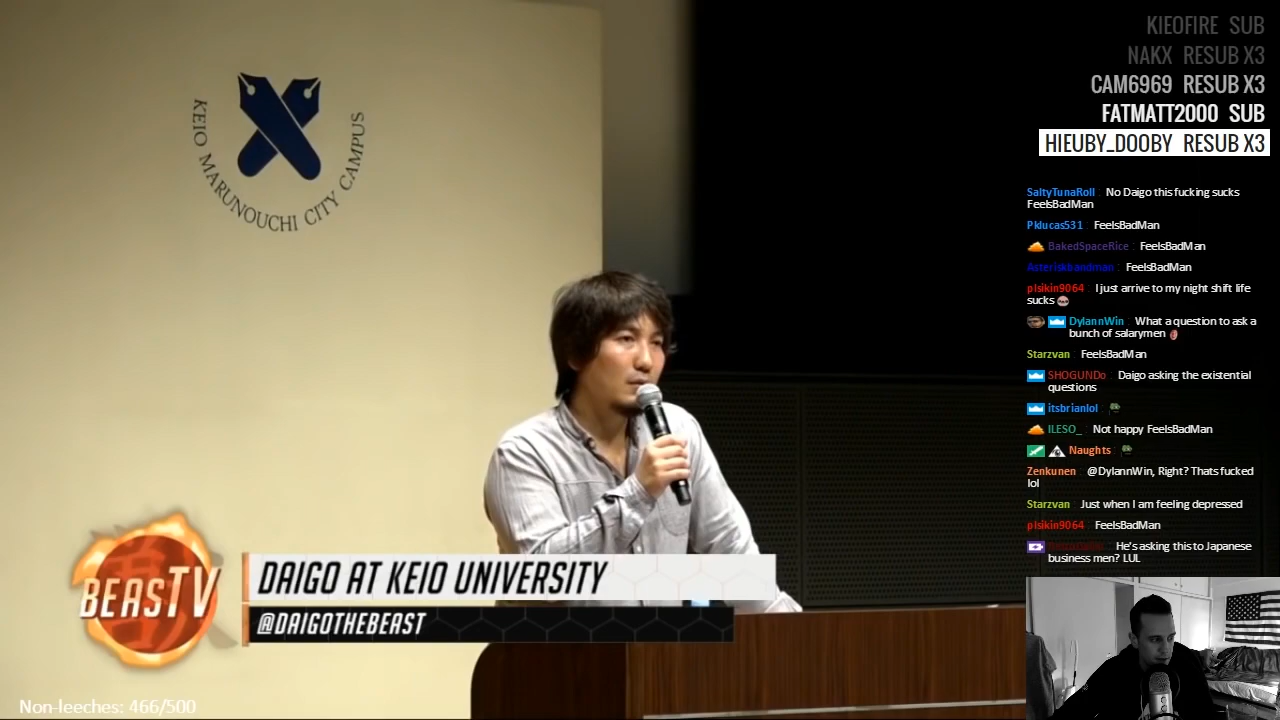 KEIO MARUNOUCHI CITY CAMPUS
BEASTV
DAIGO AT KEIO UNIVERSITY
@DAIGOTHEBEAST
Non-leeches: 466/500
KIEOFIRE SUB
NAKX RESUB X3
CAM6969 RESUB X3
FATMATT2000 SUB
HIEUBY_DOOBY RESUB X3
SaltyTunaRoll : No Daigo this fucking sucks
FeelsBadMan
Pklucas531 : FeelsBadMan
BakedSpaceRice : FeelsBadMan
Asteriskbandman : FeelsBadMan
plsikin9064 : I just arrive to my night shift life
sucks
DylannWin : What a question to ask a
bunch of salarymen
Starzvan : FeelsBadMan
SHOGUNDo : Daigo asking the existential
questions
itsbrianlol :
ILESO_ : Not happy FeelsBadMan
Naughts :
Zenkunen : @DylannWin, Right? Thats fucked
lol
Starzvan : Just when I am feeling depressed
plsikin9064 : FeelsBadMan
He's asking this to Japanese
business men? LUL